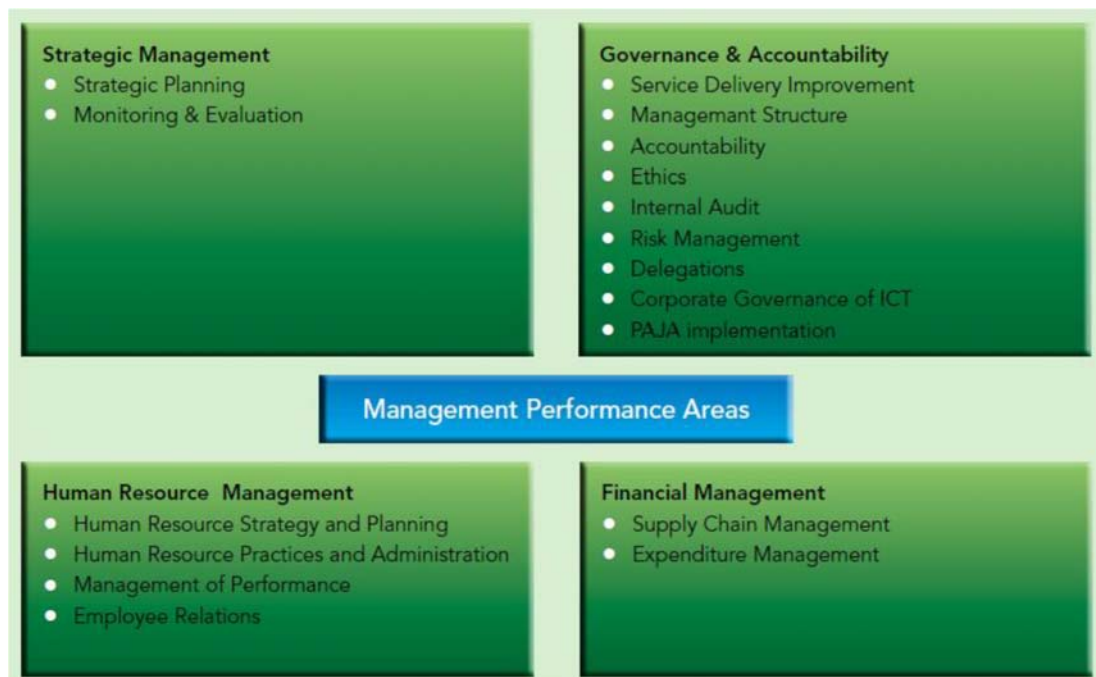 Strategic Management
Strategic Planning
Monitoring & Evaluation
Governance & Accountability
Service Delivery Improvement
Managemant Structure
Accountability
Ethics
Internal Audit
Risk Management
Delegations
Corporate Governance of ICT
PAJA implementation
Management Performance Areas
Human Resource Management
Human Resource Strategy and Planning
Human Resource Practices and Administration
Management of Performance
Employee Relations
Financial Management
Supply Chain Management
Expenditure Management